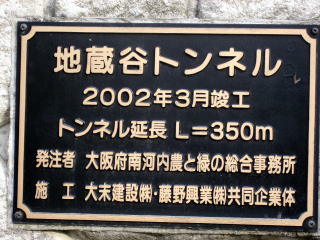 地蔵谷トンネル
2002年3月竣工
トンネル延長 L=350m
発注者 大阪府南河内農と緑の総合事務所
施 工 大末建設㈱・藤野興業㈱共同企業体